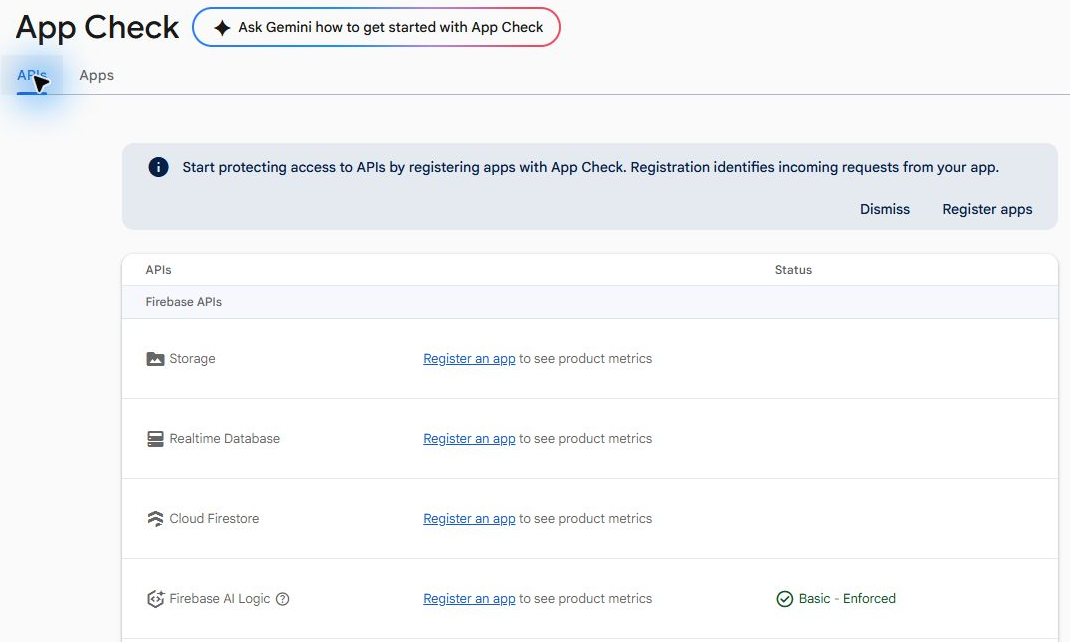 App Check
Ask Gemini how to get started with App Check
APIs Apps
Start protecting access to APIs by registering apps with App Check. Registration identifies incoming requests from your app.
Dismiss Register apps
APIs Status
Firebase APIs
Storage Register an app to see product metrics
Realtime Database Register an app to see product metrics
Cloud Firestore Register an app to see product metrics
Firebase AI Logic Register an app to see product metrics Basic - Enforced